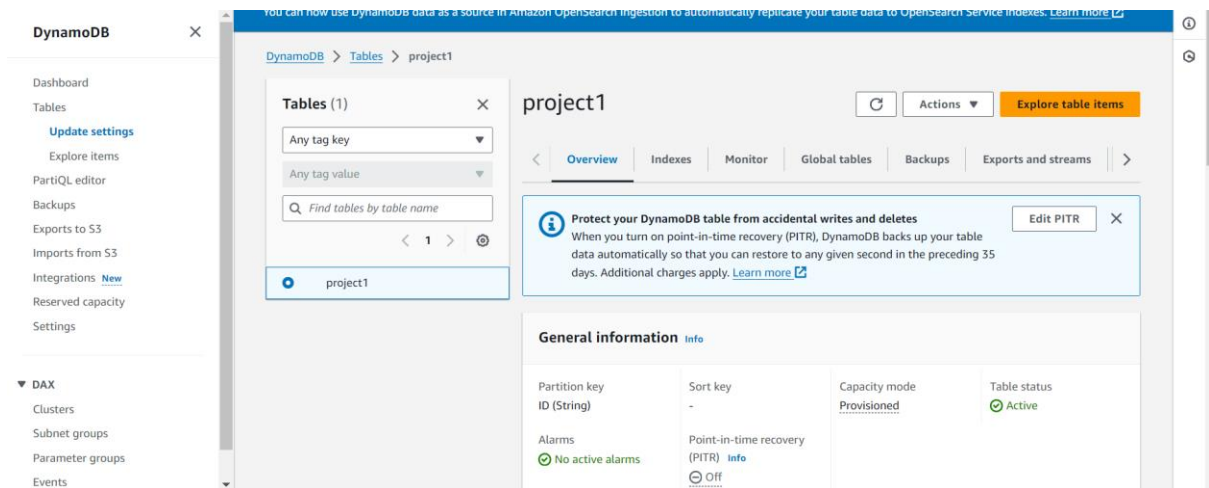 You can now use DynamoDB data as a source in Amazon OpenSearch Ingestion to automatically replicate your table data to OpenSearch Service indexes. Learn more
DynamoDB
Dashboard
Tables
Update settings
Explore items
PartiQL editor
Backups
Exports to S3
Imports from S3
Integrations New
Reserved capacity
Settings
DAX
Clusters
Subnet groups
Parameter groups
Events
DynamoDB > Tables > project1
Tables (1)
Any tag key
Any tag value
Find tables by table name
1
project1
project1
Actions
Explore table items
Overview Indexes Monitor Global tables Backups Exports and streams
Protect your DynamoDB table from accidental writes and deletes
When you turn on point-in-time recovery (PITR), DynamoDB backs up your table
data automatically so that you can restore to any given second in the preceding 35
days. Additional charges apply. Learn more
Edit PITR
General information Info
Partition key
ID (String)
Sort key
-
Capacity mode
Provisioned
Table status
Active
Alarms
No active alarms
Point-in-time recovery
(PITR) Info
Off